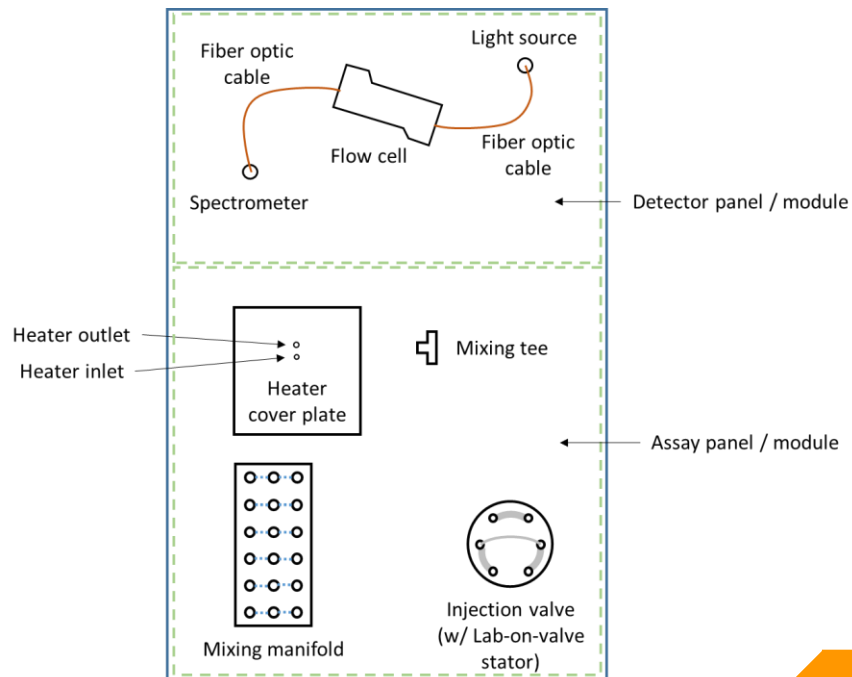 Light source
Fiber optic
cable
Flow cell
Fiber optic
cable
Spectrometer
Detector panel / module
Heater outlet
Heater inlet
Mixing tee
Heater
cover plate
Assay panel / module
Injection valve
(w/ Lab-on-valve
stator)
Mixing manifold